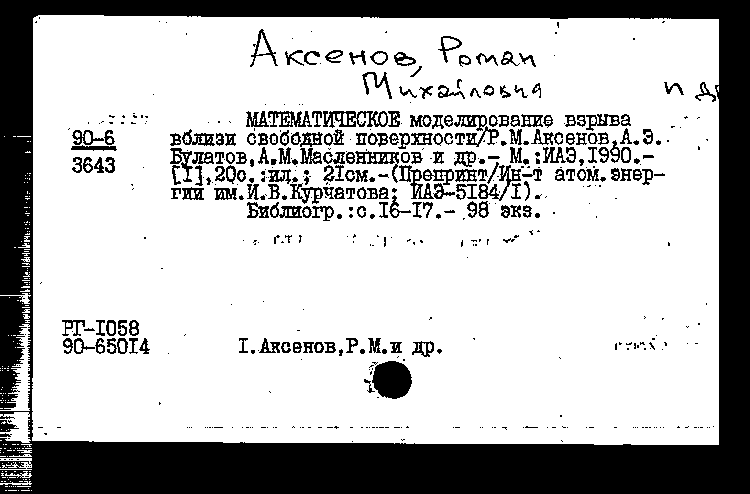 Аксенов, Роман
Михайлович
п др
МАТЕМАТИЧЕСКОЕ моделирование взрыва
90-6 вблизи свободной поверхности/Р.М.Аксенов,А.Э.
3643 Булатов,А.М.Масленников и др.- М.:ИАЭ,1990.-
[1],20с.:ил.; 21см.-(Препринт/Ин-т атом.энер-
гии им.И.В.Курчатова; ИАЭ-5184/1).
Библиогр.:с.16-17.- 98 экз.
РГ-1058
90-65014 1.Аксенов,Р.М.и др.